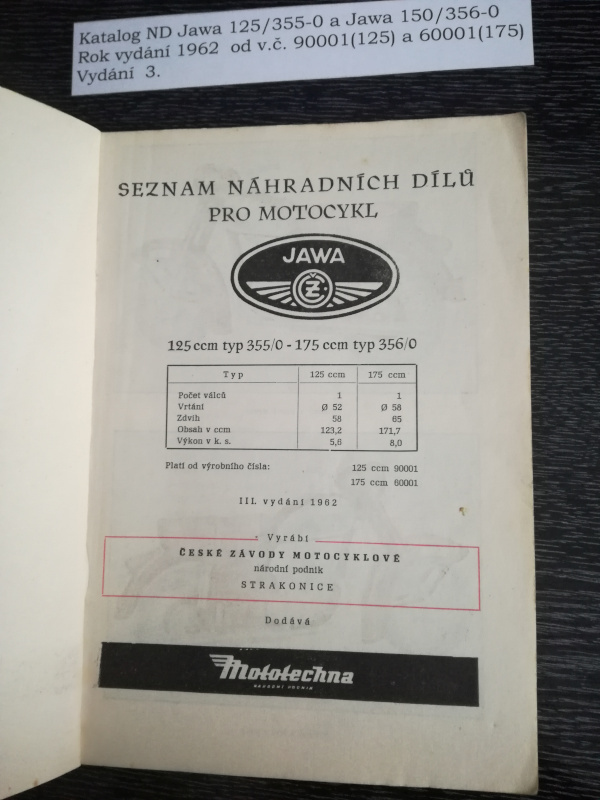 Katalog ND Jawa 125/355-0 a Jawa 150/356-0
Rok vydání 1962 od v.č. 90001(125) a 60001(175)
Vydání 3.
SEZNAM NÁHRADNÍCH DÍLŮ
PRO MOTOCYKL
JAWA
ČZ
125 ccm typ 355/0 - 175 ccm typ 356/0
Typ 125 ccm 175 ccm
Počet válců 1 1
Vrtání Ø 52 Ø 58
Zdvih 58 65
Obsah v ccm 123,2 171,7
Výkon v k. s. 5,6 8,0
Platí od výrobního čísla: 125 ccm 90001
175 ccm 60001
III. vydání 1962
Vyrábí
ČESKÉ ZÁVODY MOTOCYKLOVÉ
národní podnik
STRAKONICE
Dodává
Mototechna
NÁRODNÍ PODNIK